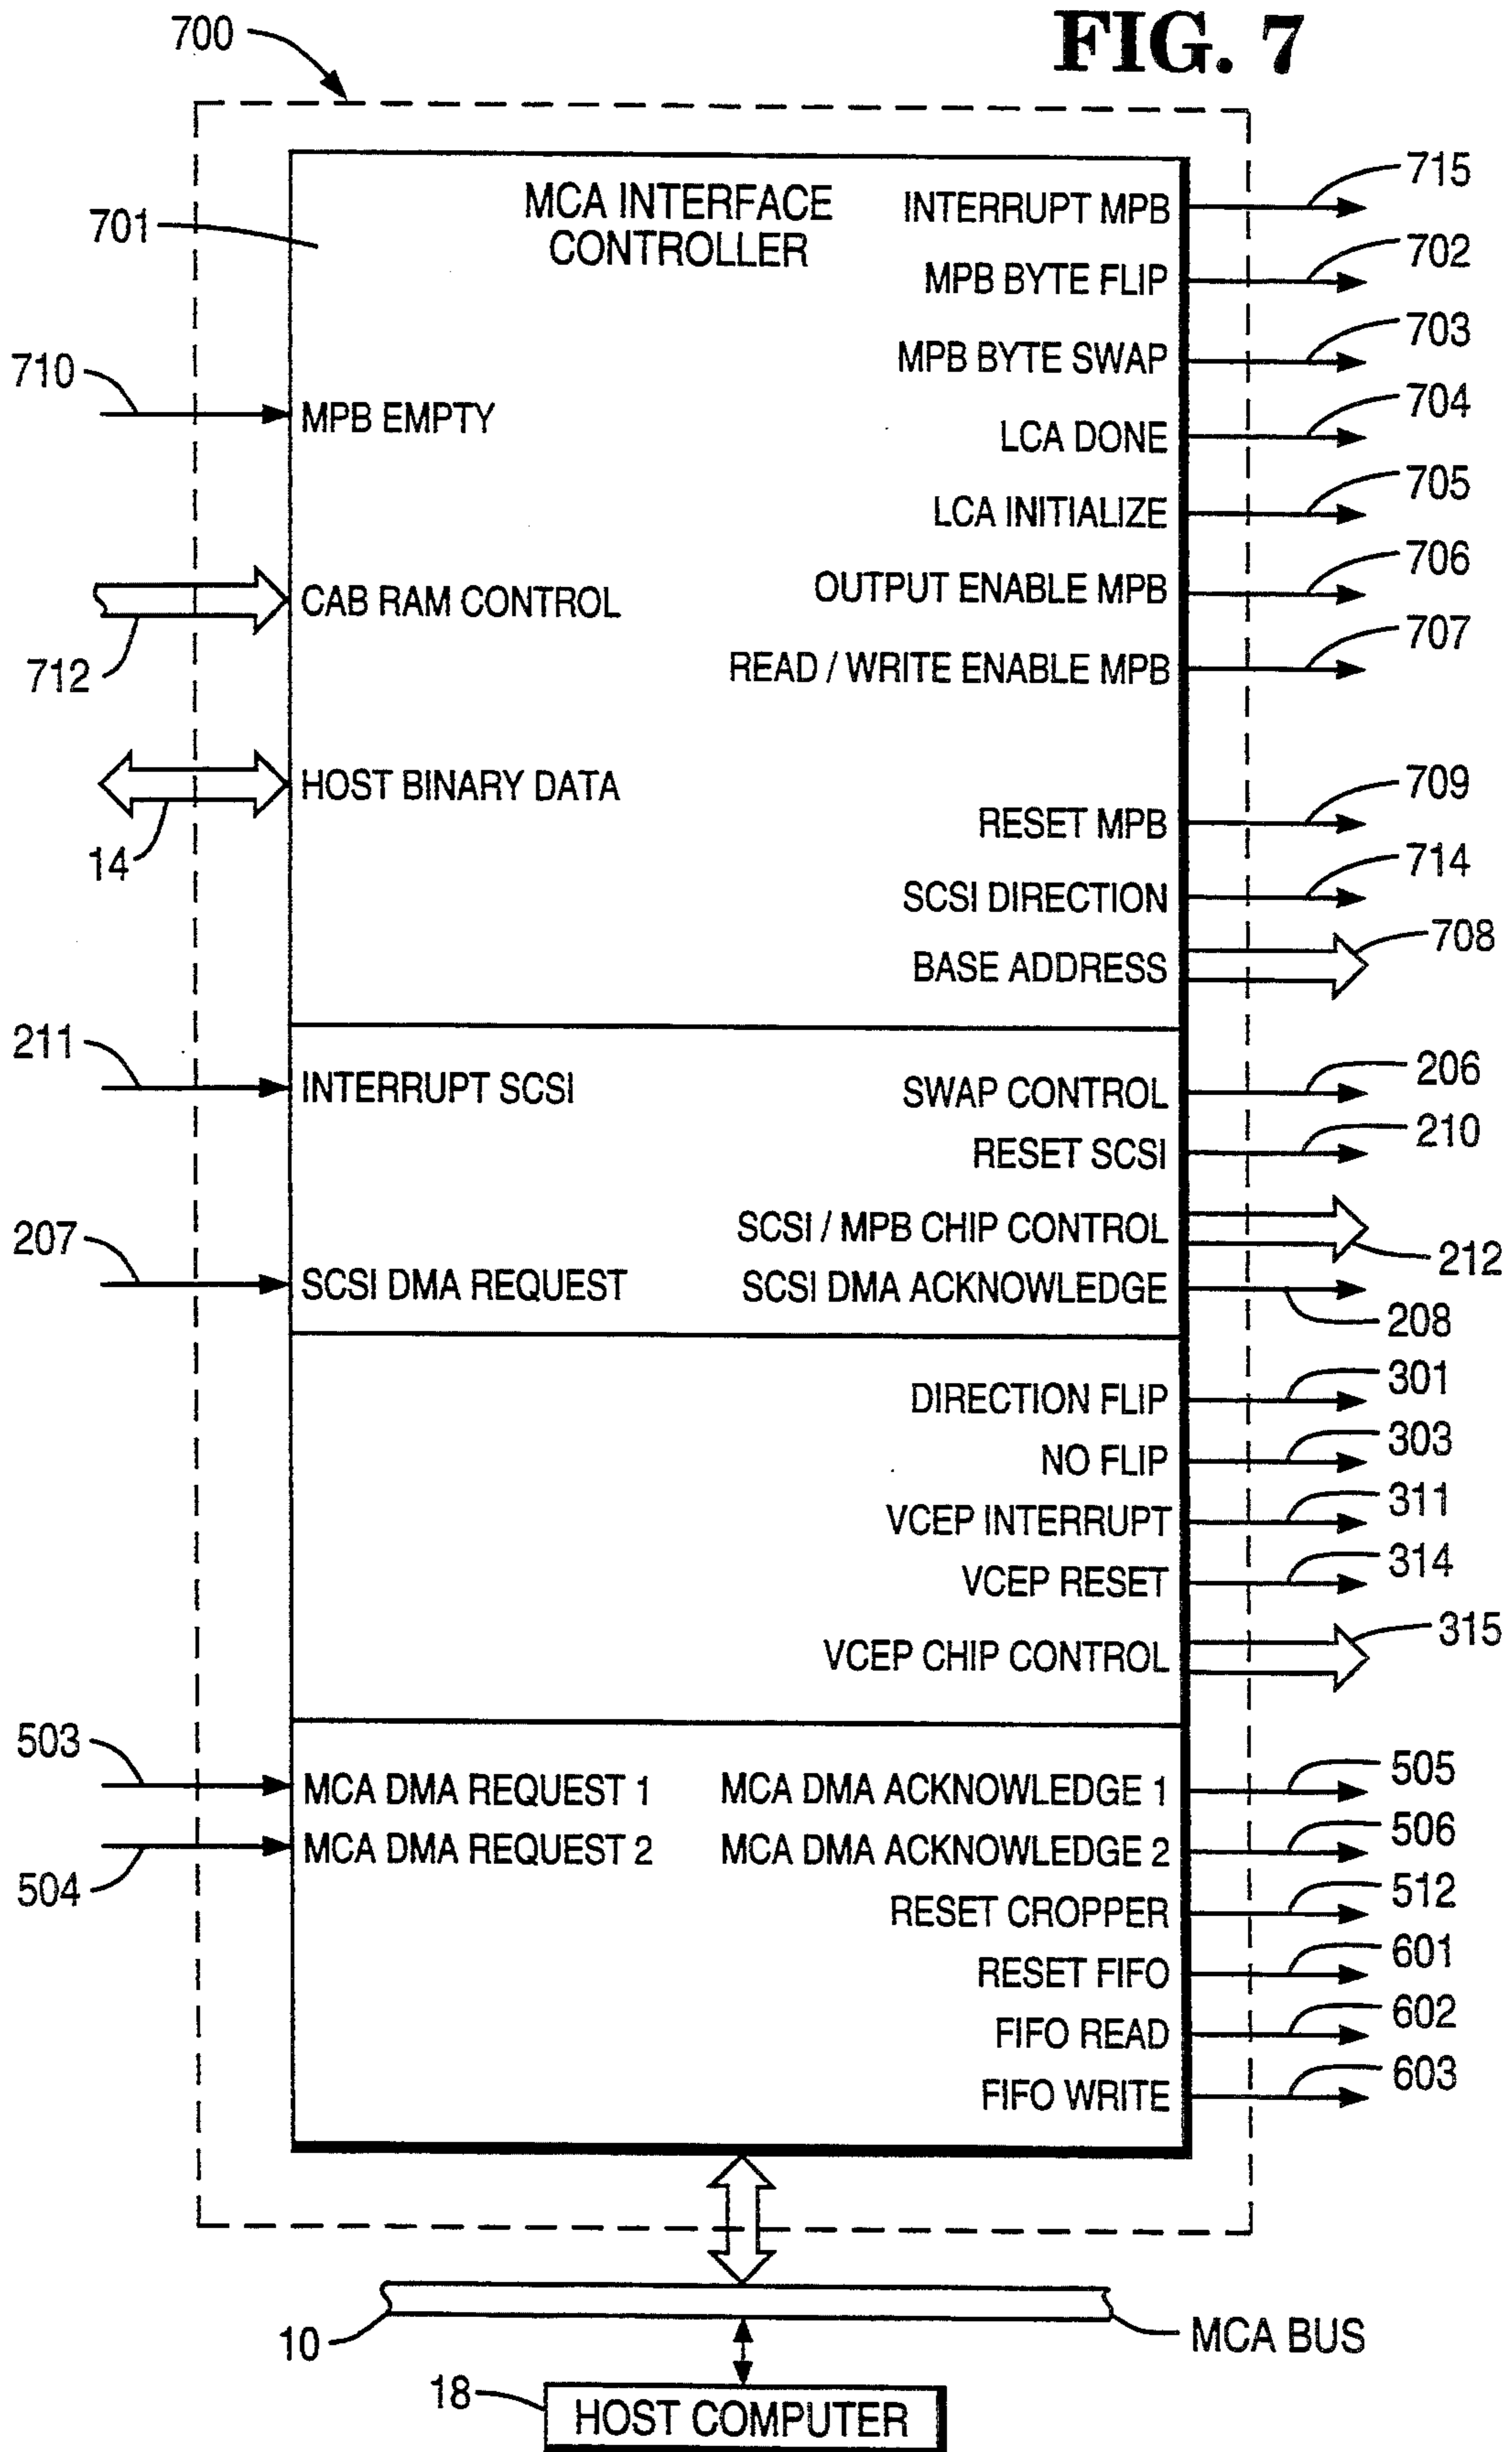 FIG. 7
700
701
MCA INTERFACE
CONTROLLER
INTERRUPT MPB 715
MPB BYTE FLIP 702
MPB BYTE SWAP 703
710 MPB EMPTY
LCA DONE 704
LCA INITIALIZE 705
712 CAB RAM CONTROL
OUTPUT ENABLE MPB 706
READ / WRITE ENABLE MPB 707
14 HOST BINARY DATA
RESET MPB 709
SCSI DIRECTION 714
BASE ADDRESS 708
211 INTERRUPT SCSI
SWAP CONTROL 206
RESET SCSI 210
SCSI / MPB CHIP CONTROL 212
207 SCSI DMA REQUEST
SCSI DMA ACKNOWLEDGE 208
DIRECTION FLIP 301
NO FLIP 303
VCEP INTERRUPT 311
VCEP RESET 314
VCEP CHIP CONTROL 315
503 MCA DMA REQUEST 1
MCA DMA ACKNOWLEDGE 1 505
504 MCA DMA REQUEST 2
MCA DMA ACKNOWLEDGE 2 506
RESET CROPPER 512
RESET FIFO 601
FIFO READ 602
FIFO WRITE 603
10 MCA BUS
18 HOST COMPUTER